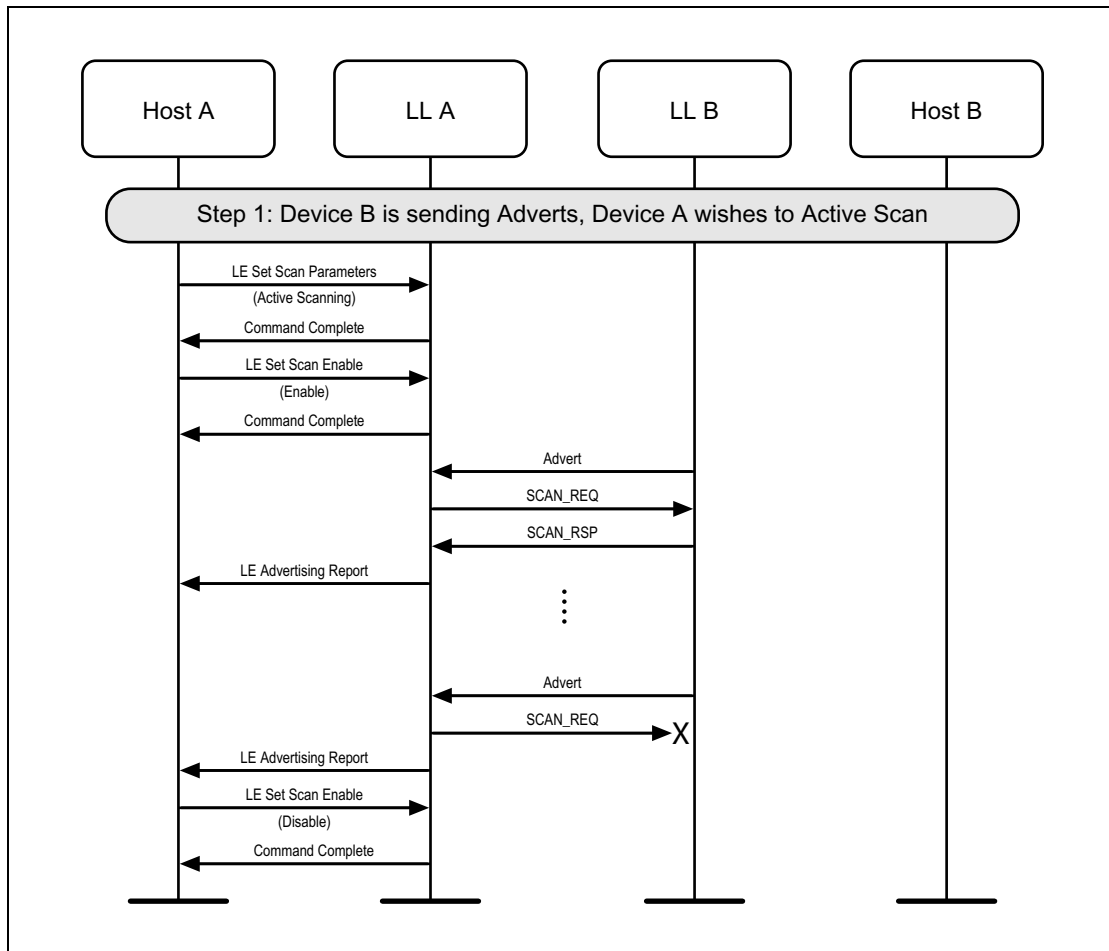 Host A
LL A
LL B
Host B
Step 1: Device B is sending Adverts, Device A wishes to Active Scan
LE Set Scan Parameters
(Active Scanning)
Command Complete
LE Set Scan Enable
(Enable)
Command Complete
Advert
SCAN_REQ
SCAN_RSP
LE Advertising Report
Advert
SCAN_REQ
X
LE Advertising Report
LE Set Scan Enable
(Disable)
Command Complete